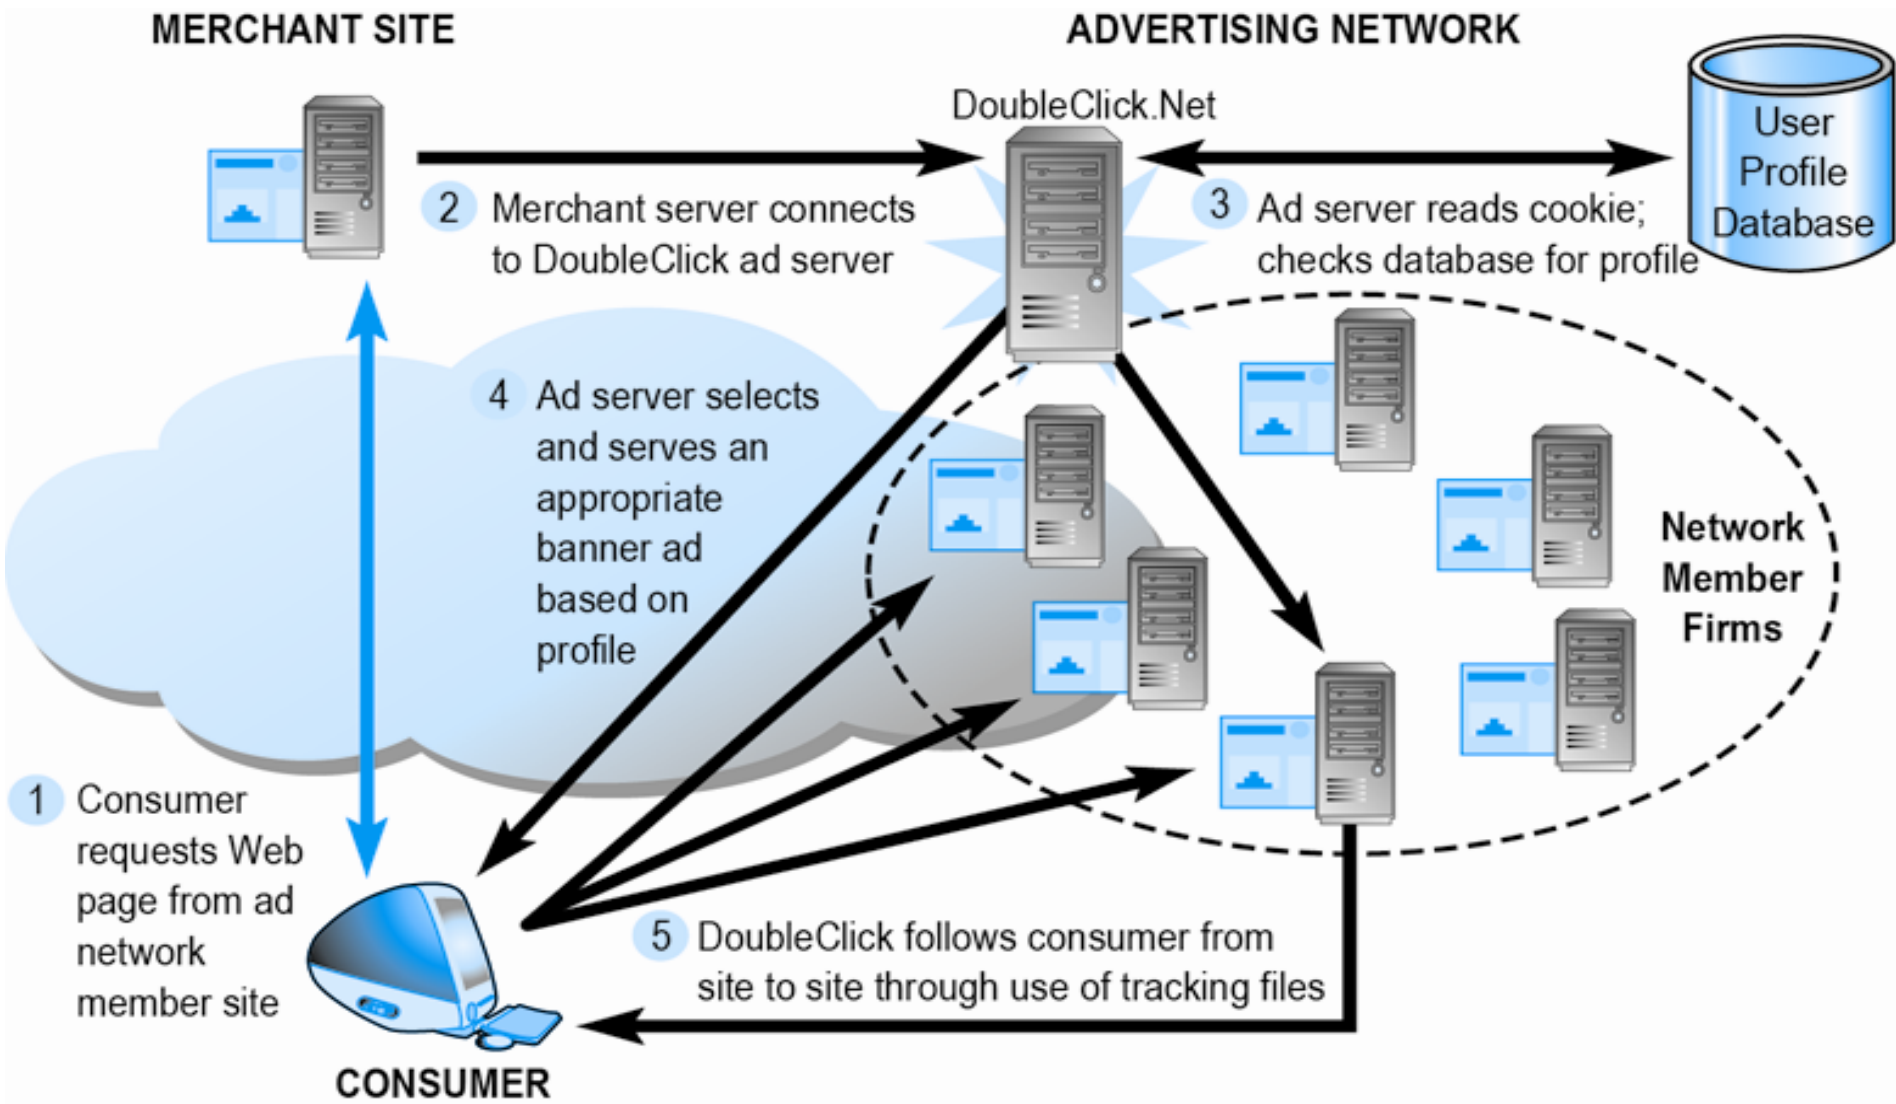 MERCHANT SITE
ADVERTISING NETWORK
DoubleClick.Net
User
Profile
Database
2 Merchant server connects
to DoubleClick ad server
3 Ad server reads cookie;
checks database for profile
4 Ad server selects
and serves an
appropriate
banner ad
based on
profile
Network
Member
Firms
1 Consumer
requests Web
page from ad
network
member site
5 DoubleClick follows consumer from
site to site through use of tracking files
CONSUMER